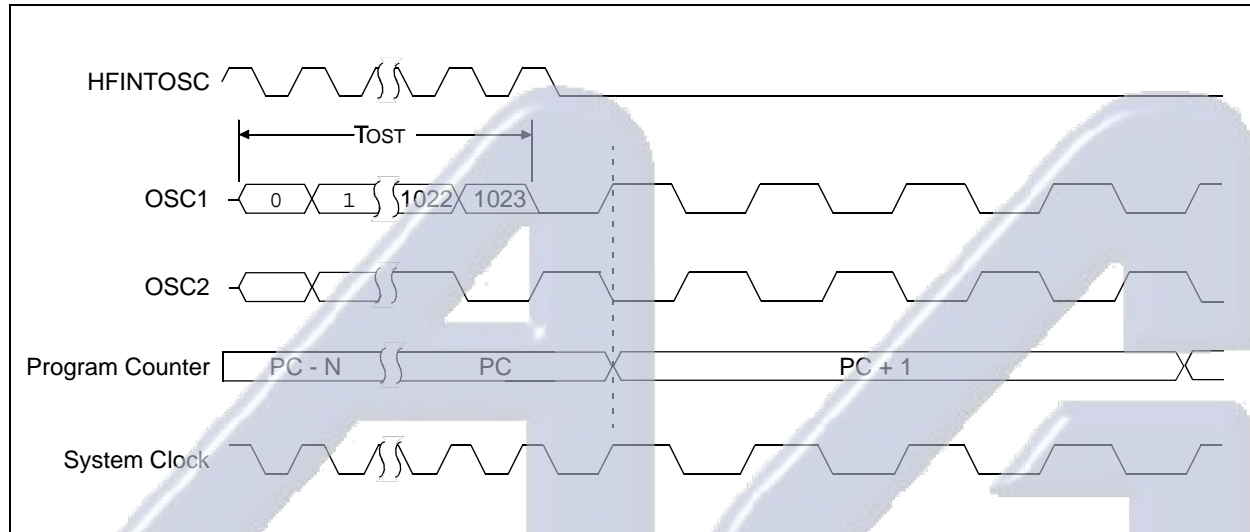 HFINTOSC
TOST
OSC1 0 1 1022 1023
OSC2
Program Counter PC - N PC PC + 1
System Clock